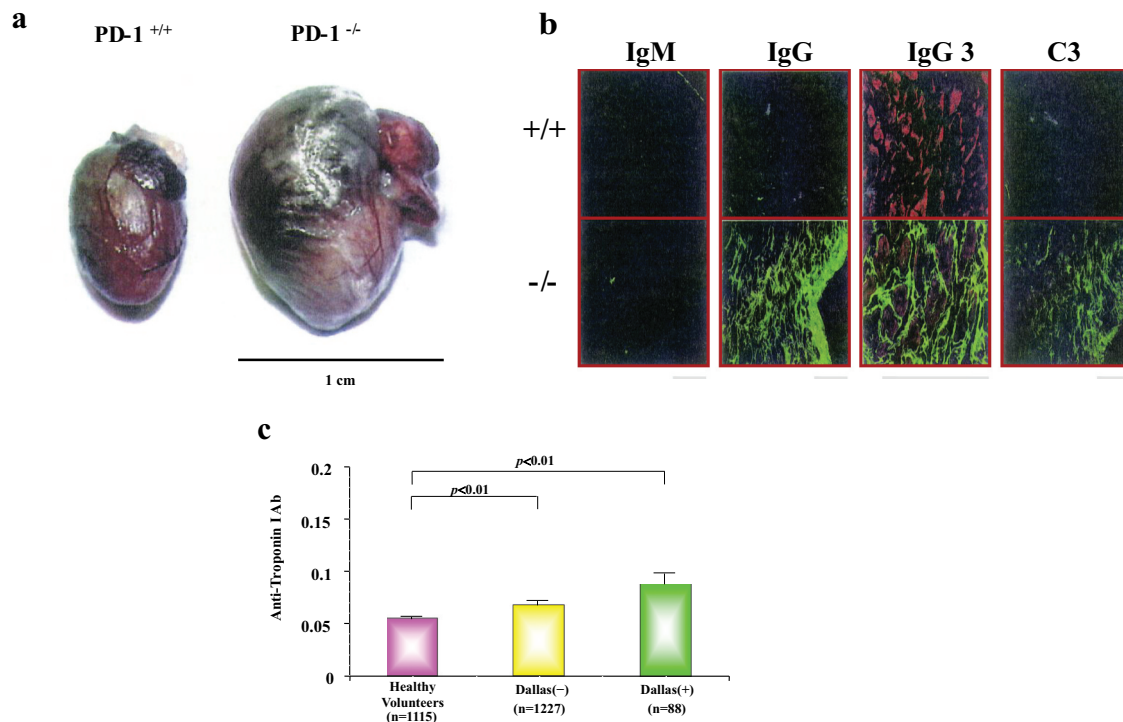 a
PD-1 +/+
PD-1 -/-
1 cm
b
IgM
IgG
IgG 3
C3
+/+
-/-
c
Anti-Troponin I Ab
0.2
0.15
0.1
0.05
0
p<0.01
p<0.01
Healthy
Volunteers
(n=1115)
Dallas(−)
(n=1227)
Dallas(+)
(n=88)